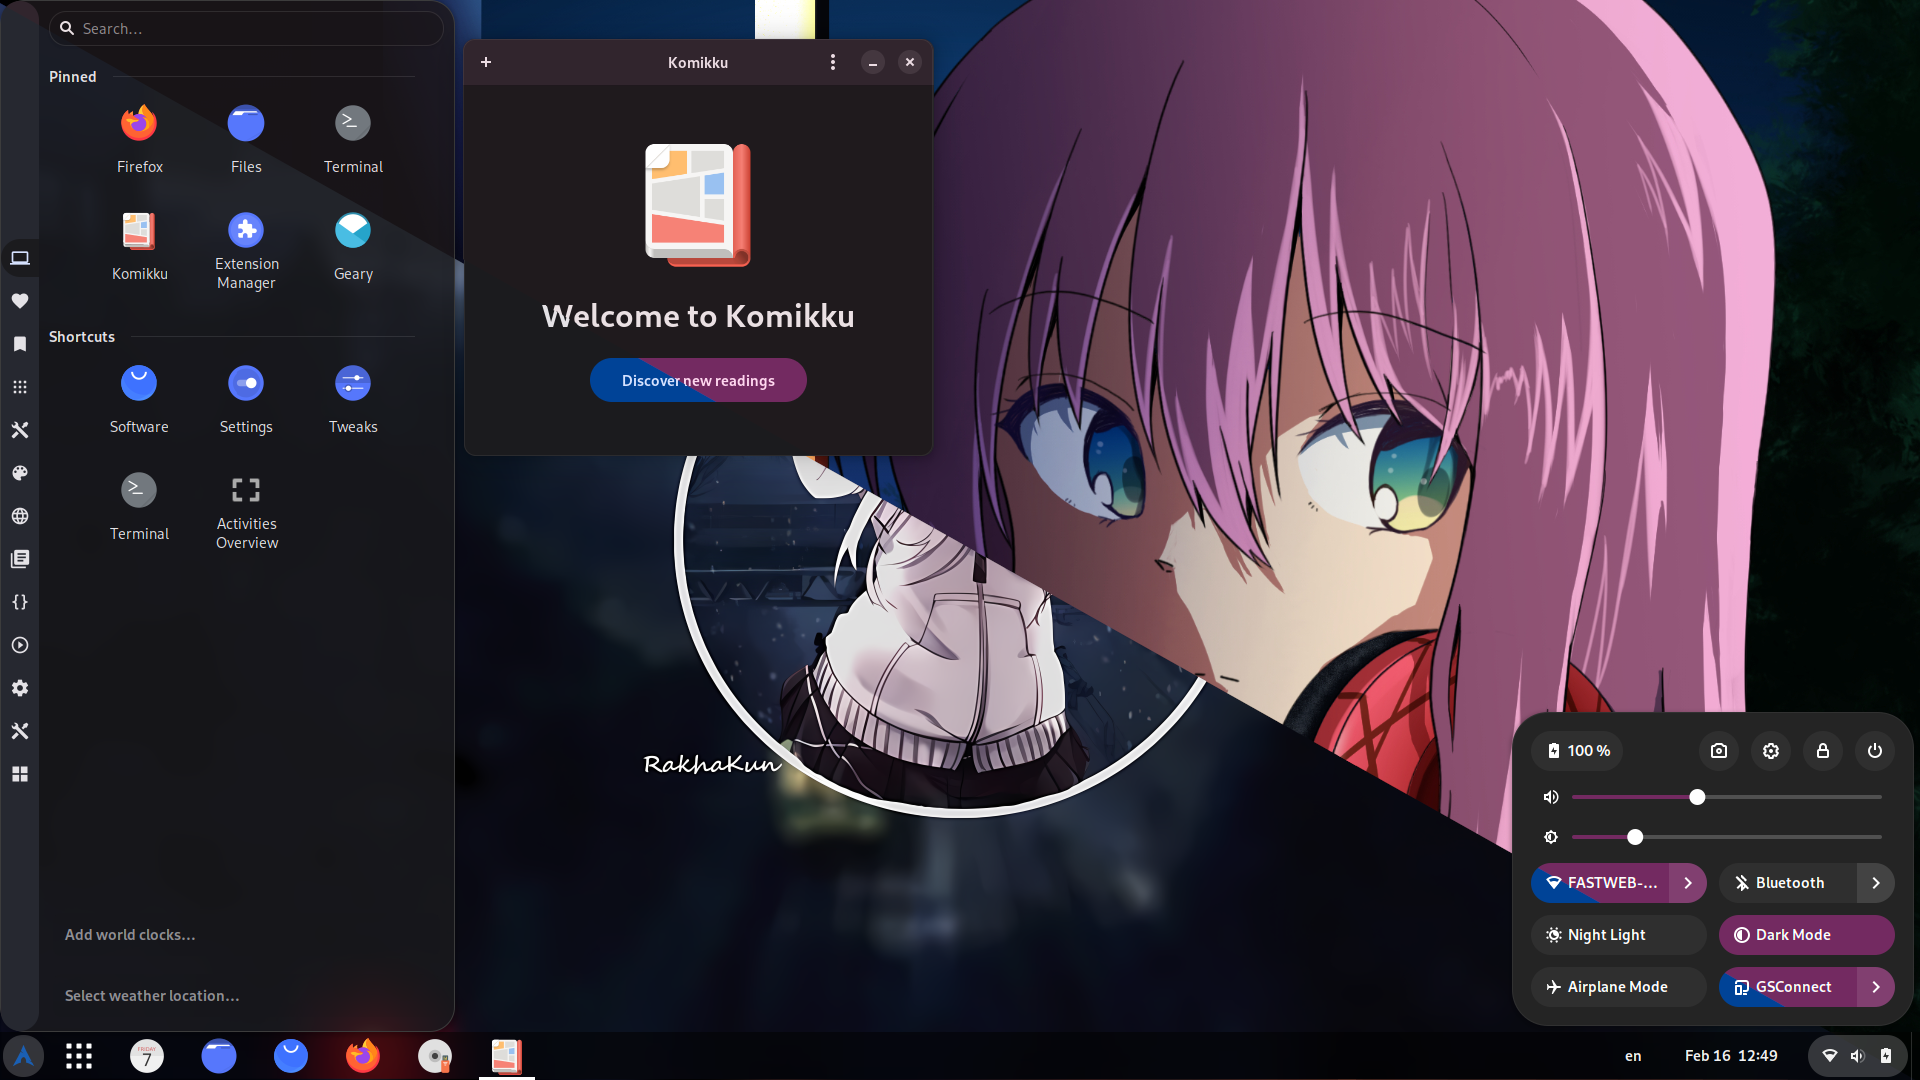 Search...
Pinned
Firefox
Files
Terminal
Komikku
Extension
Manager
Geary
Shortcuts
Software
Settings
Tweaks
Terminal
Activities
Overview
Add world clocks...
Select weather location...
Komikku
Welcome to Komikku
Discover new readings
RakhaKun
100 %
FASTWEB-...
Bluetooth
Night Light
Dark Mode
Airplane Mode
GSConnect
FRIDAY
7
en
Feb 16 12:49